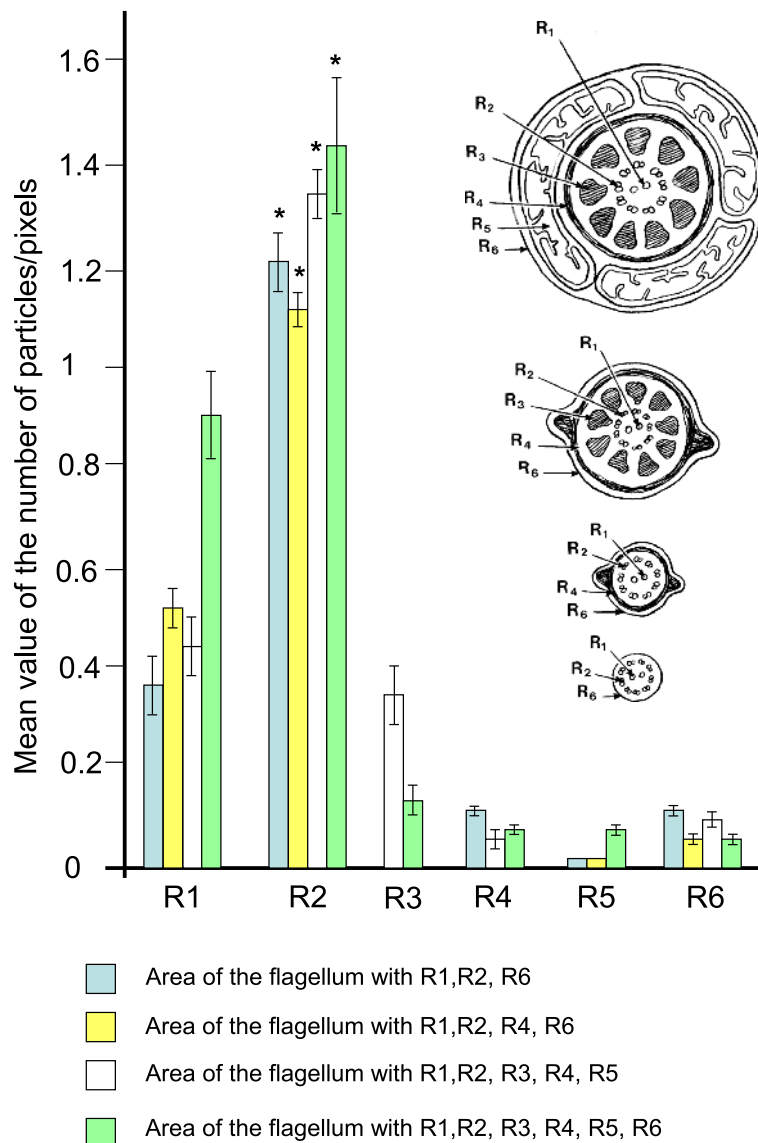 Mean value of the number of particles/pixels
1.6
1.4
1.2
1
0.8
0.6
0.4
0.2
0
*
*
*
*
R1
R2
R3
R4
R5
R6
R1
R2
R3
R4
R5
R6
R1
R2
R3
R4
R6
R1
R2
R4
R6
R1
R2
R6
Area of the flagellum with R1,R2, R6
Area of the flagellum with R1,R2, R4, R6
Area of the flagellum with R1,R2, R3, R4, R5
Area of the flagellum with R1,R2, R3, R4, R5, R6